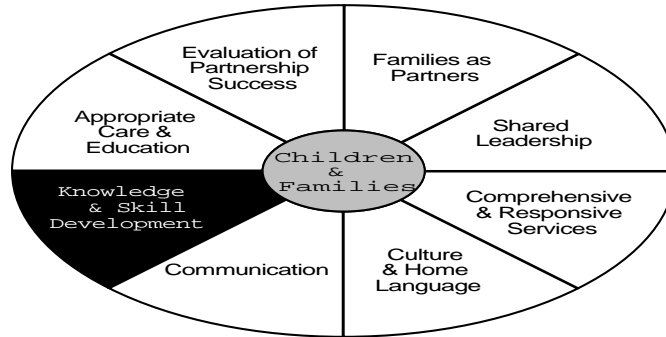 Evaluation of
Partnership
Success
Families as
Partners
Appropriate
Care &
Education
Shared
Leadership
Children
&
Families
Knowledge
& Skill
Development
Comprehensive
& Responsive
Services
Communication
Culture
& Home
Language